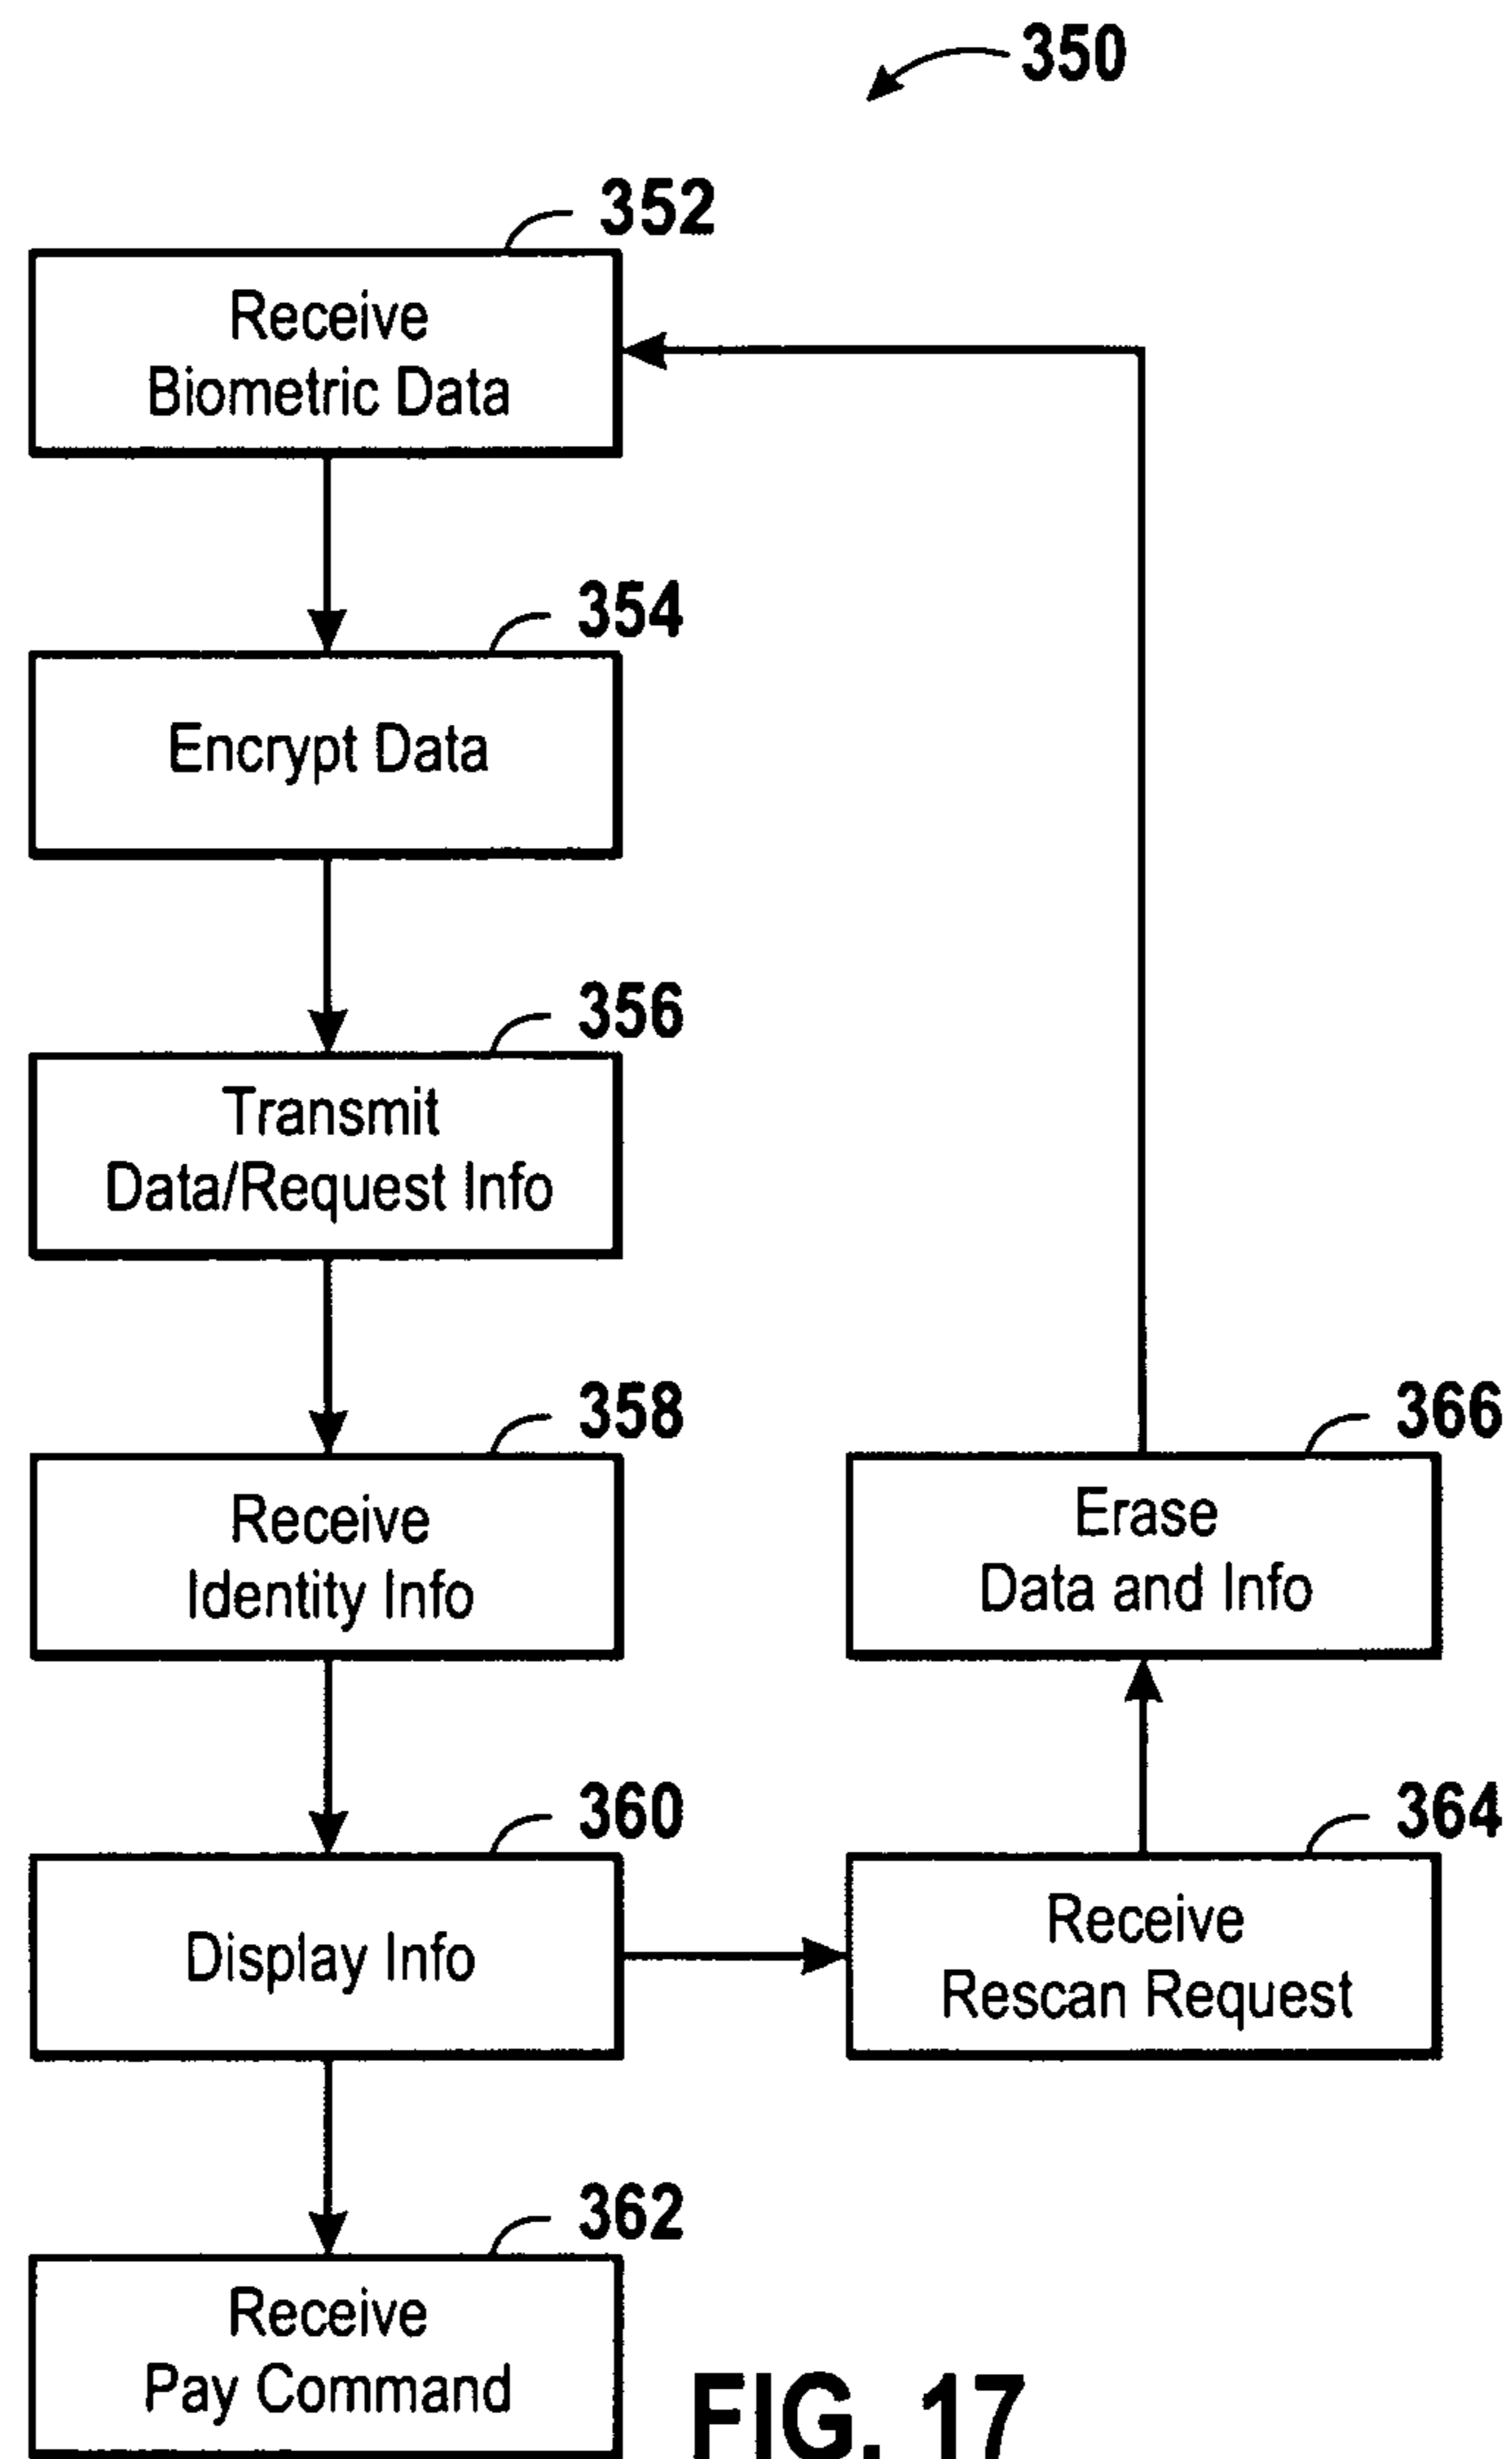 350
352
Receive
Biometric Data
354
Encrypt Data
356
Transmit
Data/Request Info
358
Receive
Identity Info
366
Erase
Data and Info
360
Display Info
364
Receive
Rescan Request
362
Receive
Pay Command
FIG. 17